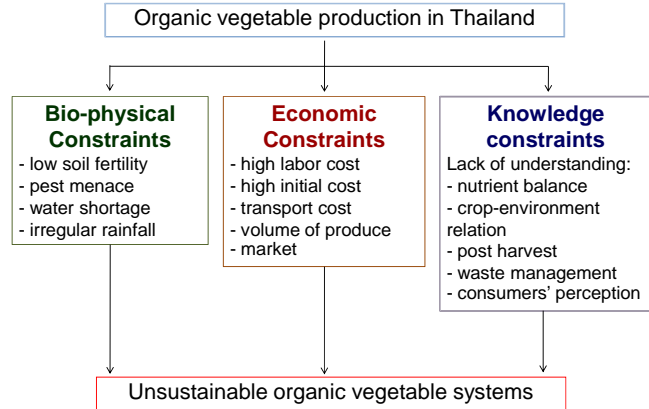 Organic vegetable production in Thailand
Bio-physical
Constraints
- low soil fertility
- pest menace
- water shortage
- irregular rainfall
Economic
Constraints
- high labor cost
- high initial cost
- transport cost
- volume of produce
- market
Knowledge
constraints
Lack of understanding:
- nutrient balance
- crop-environment
relation
- post harvest
- waste management
- consumers’ perception
Unsustainable organic vegetable systems